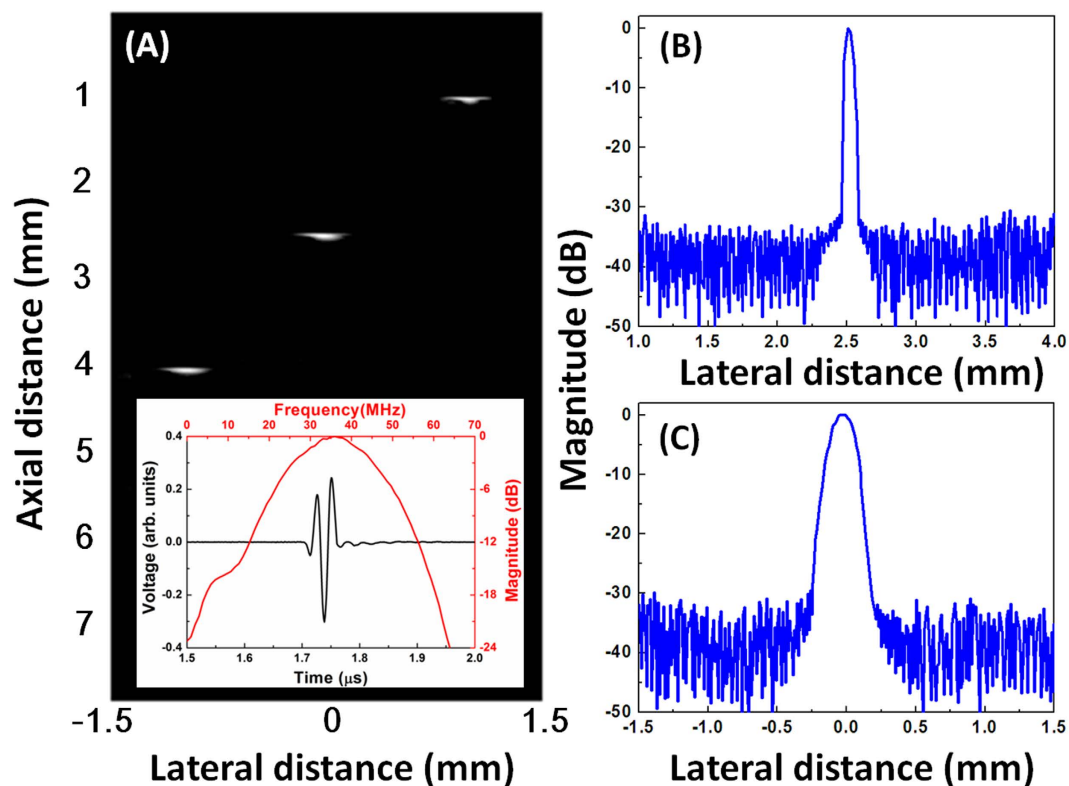 (A)
1
2
3
4
5
6
7
Axial distance (mm)
-1.5 0 1.5
Lateral distance (mm)
Frequency(MHz)
0 10 20 30 40 50 60 70
0.4
0.2
0.0
-0.2
-0.4
Voltage (arb. units)
0
-6
-12
-18
-24
Magnitude (dB)
1.5 1.6 1.7 1.8 1.9 2.0
Time (μs)
Magnitude (dB)
(B)
0
-10
-20
-30
-40
-50
1.0 1.5 2.0 2.5 3.0 3.5 4.0
Lateral distance (mm)
(C)
0
-10
-20
-30
-40
-50
-1.5 -1.0 -0.5 0.0 0.5 1.0 1.5
Lateral distance (mm)